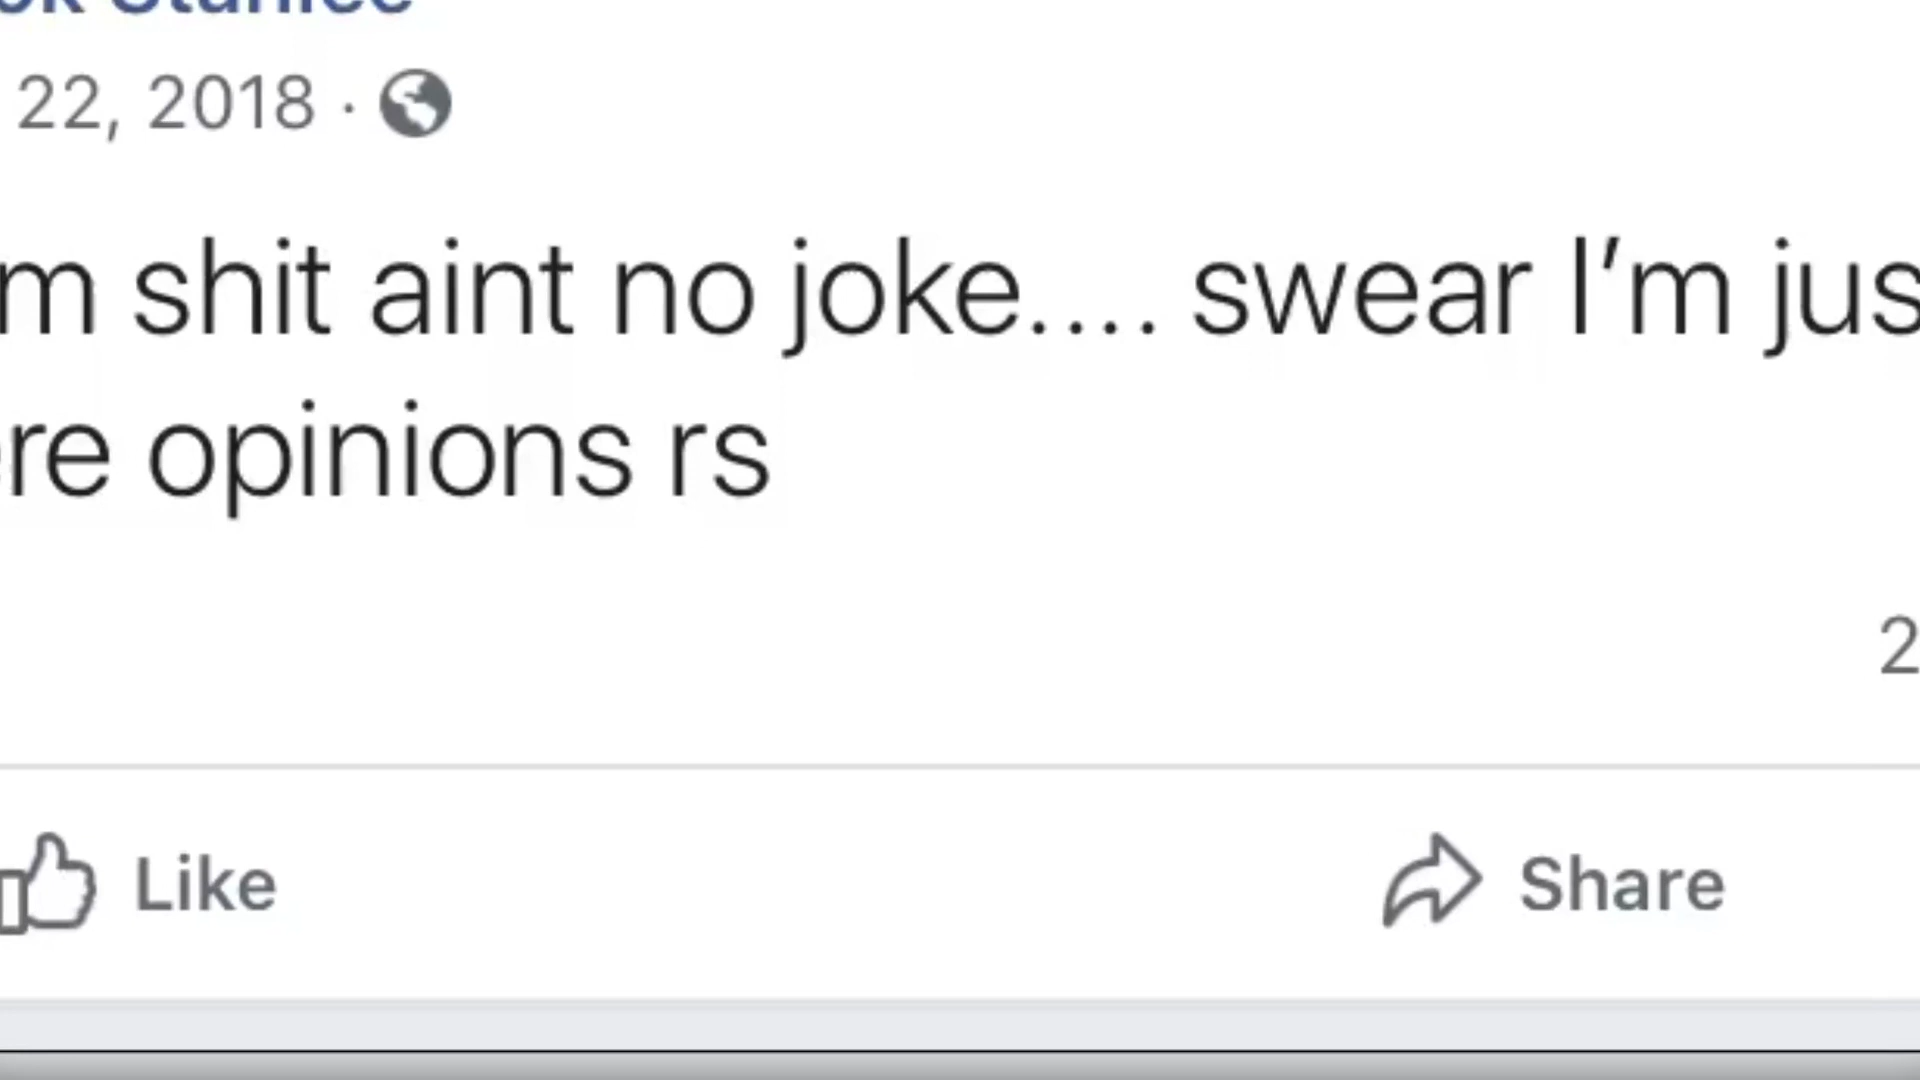 22, 2018 ·
m shit aint no joke.... swear I'm jus
re opinions rs
2
Like
Share